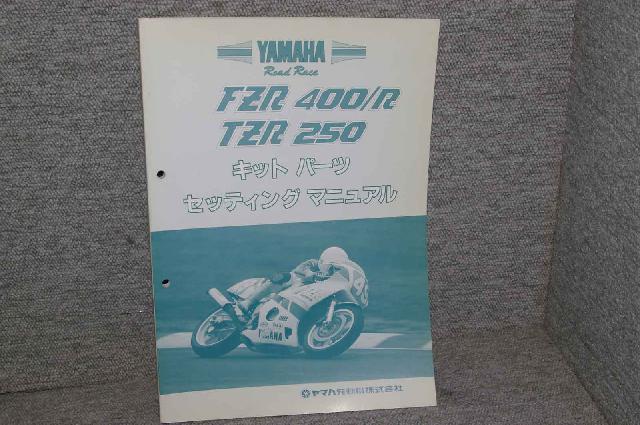 YAMAHA
Road Race
FZR 400/R
TZR 250
キット パーツ
セッティング マニュアル
YAMAHA
ヤマハ発動機株式会社